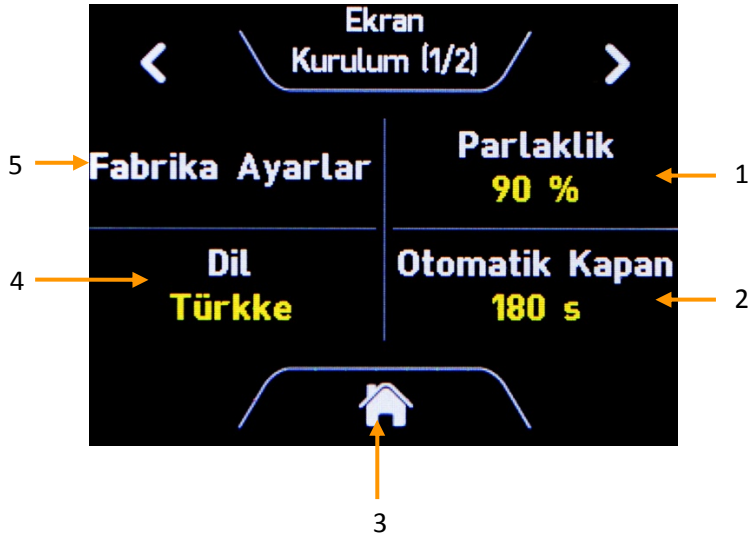 Ekran
Kurulum (1/2)
5
Fabrika Ayarlar
Parlaklik
90 %
1
4
Dil
Türkke
Otomatik Kapan
180 s
2
3